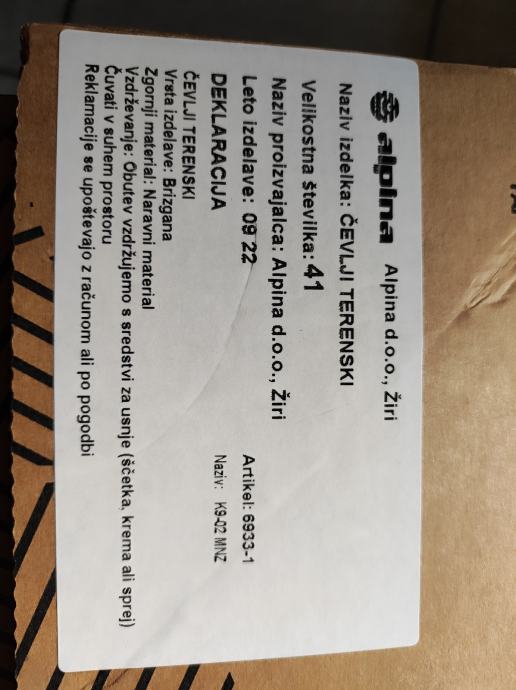 alpina Alpina d.o.o., Žiri
Naziv izdelka: ČEVLJI TERENSKI
Velikostna številka: 41
Naziv proizvajalca: Alpina d.o.o., Žiri
Leto izdelave: 09 22 Artikel: 6933-1
DEKLARACIJA Naziv: K9-02 MNZ
ČEVLJI TERENSKI
Vrsta izdelave: Brizgana
Zgornji material: Naravni material
Vzdrževanje: Obutev vzdržujemo s sredstvi za usnje (ščetka, krema ali sprej)
Čuvati v suhem prostoru
Reklamacije se upoštevajo z računom ali po pogodbi